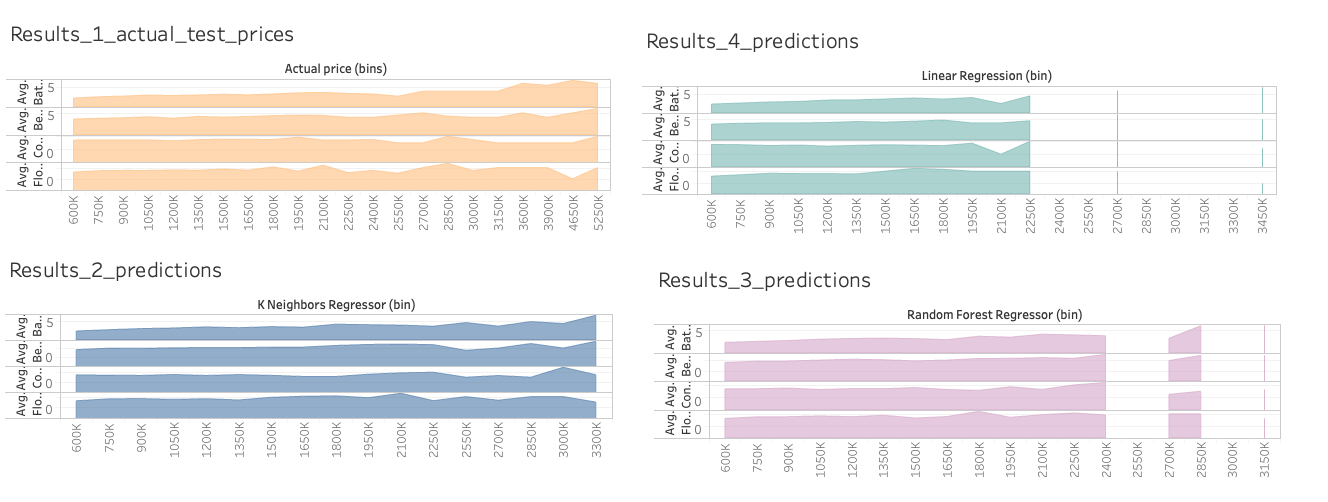 Results_1_actual_test_prices
Actual price (bins)
Avg. Bat..
5
Avg. Be..
5
Avg. Co..
0
Avg. Flo..
0
600K 750K 900K 1050K 1200K 1350K 1500K 1650K 1800K 1950K 2100K 2250K 2400K 2550K 2700K 2850K 3000K 3150K 3600K 3900K 4650K 5250K
Results_4_predictions
Linear Regression (bin)
Avg. Bat..
5
Avg. Be..
5
Avg. Co..
0
Avg. Flo..
0
600K 750K 900K 1050K 1200K 1350K 1500K 1650K 1800K 1950K 2100K 2250K 2700K 2850K 3000K 3150K 3300K 3450K
Results_2_predictions
K Neighbors Regressor (bin)
Avg. Ba..
5
Avg. Be..
0
Avg. Co..
0
Avg. Flo..
0
600K 750K 900K 1050K 1200K 1350K 1500K 1650K 1800K 1950K 2100K 2250K 2550K 2700K 2850K 3000K 3300K
Results_3_predictions
Random Forest Regressor (bin)
Avg. Bat..
5
Avg. Be..
0
Avg. Con..
0
Avg. Flo..
0
600K 750K 900K 1050K 1200K 1350K 1500K 1650K 1800K 1950K 2100K 2250K 2400K 2550K 2700K 2850K 3000K 3150K